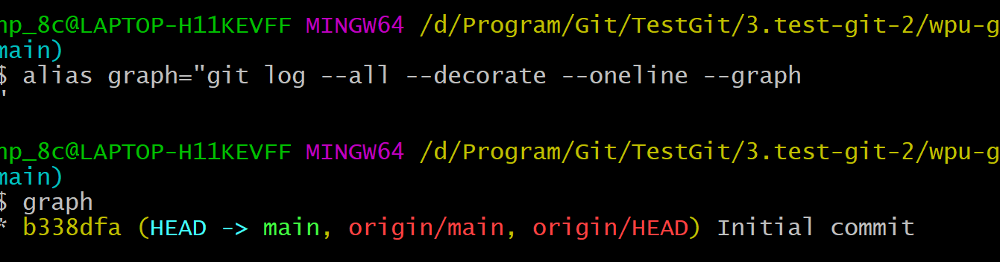 np_8c@LAPTOP-H11KEVFF MINGW64 /d/Program/Git/TestGit/3.test-git-2/wpu-g
main)
$ alias graph="git log --all --decorate --oneline --graph
"
np_8c@LAPTOP-H11KEVFF MINGW64 /d/Program/Git/TestGit/3.test-git-2/wpu-g
main)
$ graph
* b338dfa (HEAD -> main, origin/main, origin/HEAD) Initial commit